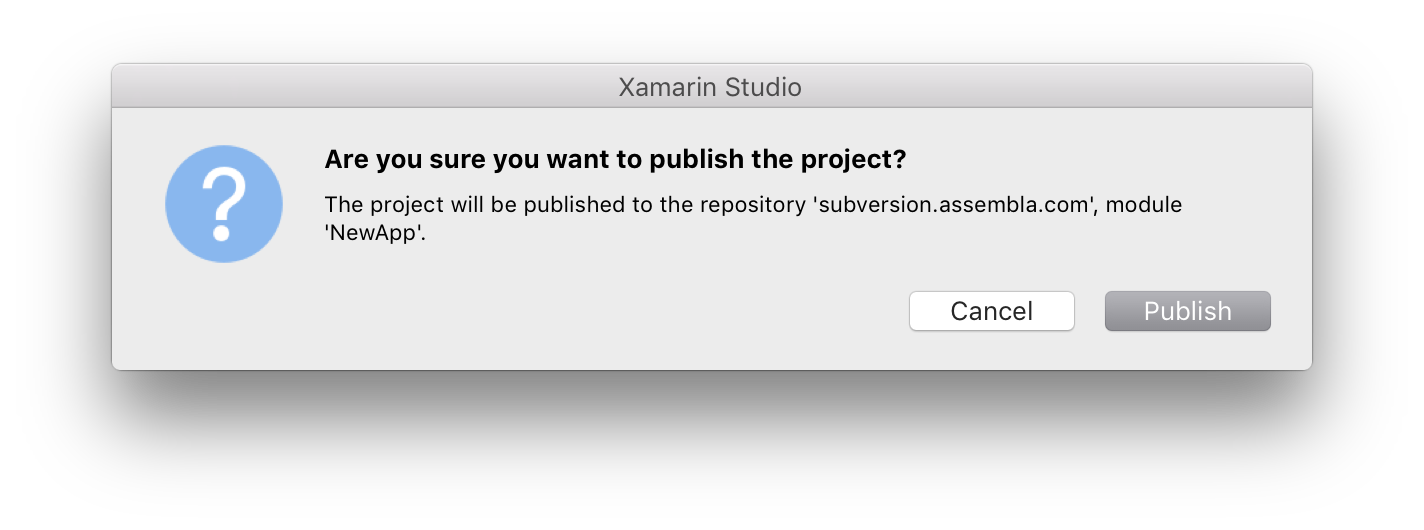 Xamarin Studio
?
Are you sure you want to publish the project?
The project will be published to the repository 'subversion.assembla.com', module
'NewApp'.
Cancel Publish